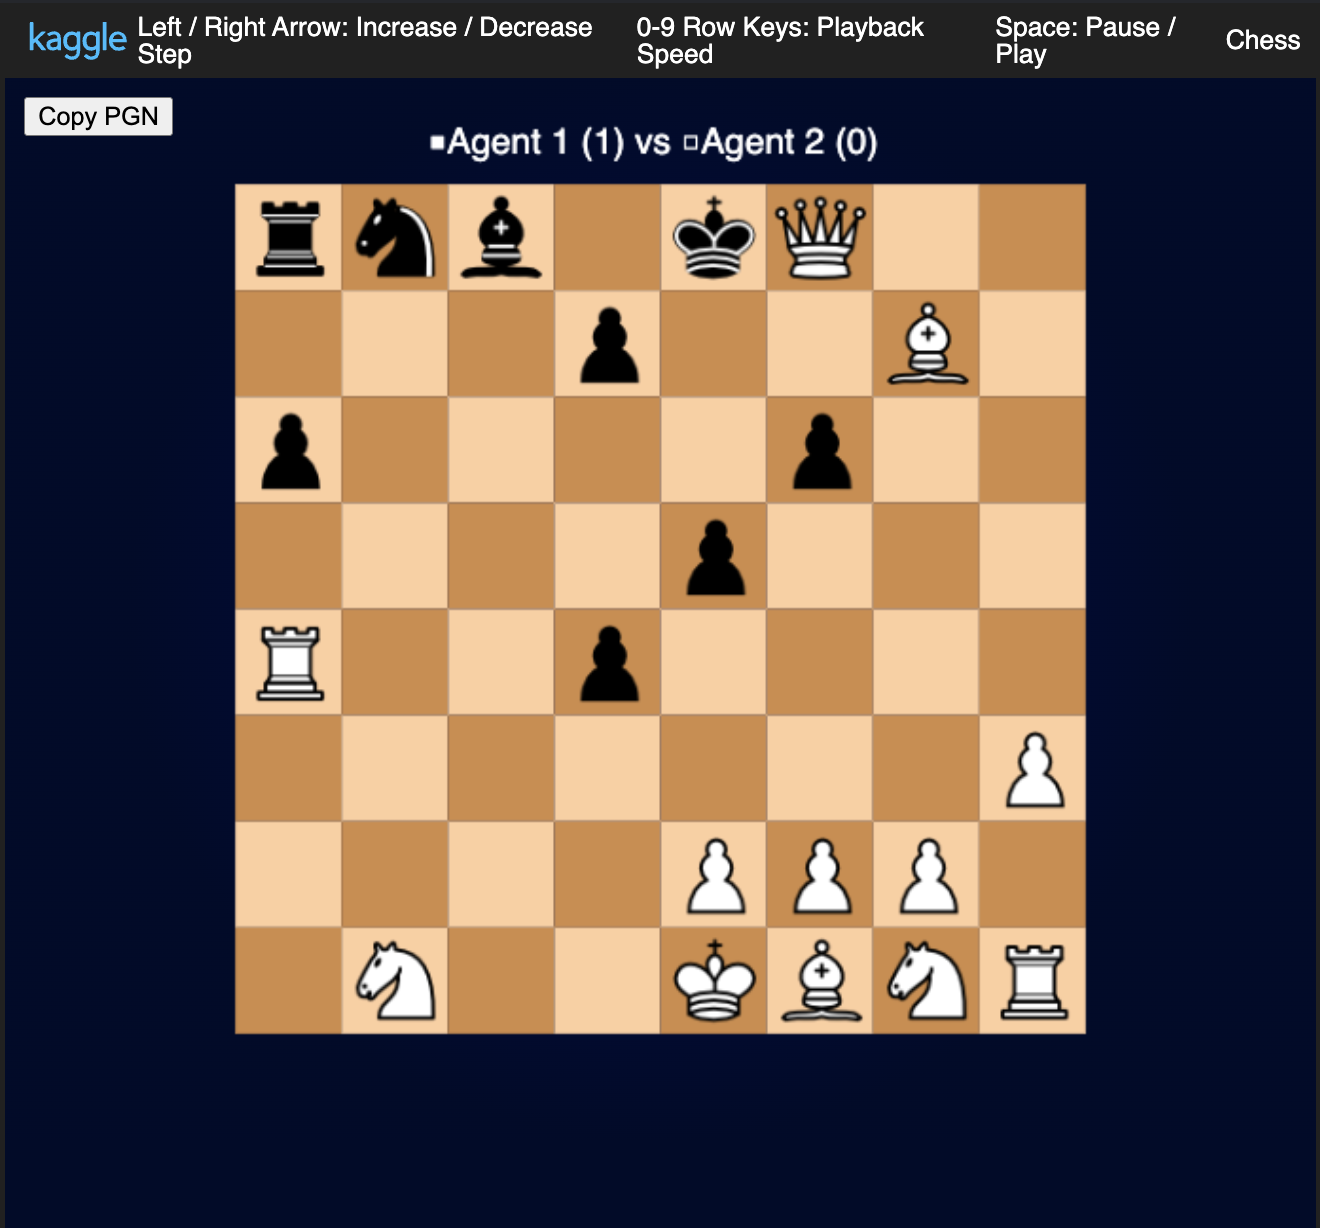 kaggle
Left / Right Arrow: Increase / Decrease
Step
0-9 Row Keys: Playback
Speed
Space: Pause /
Play
Chess
Copy PGN
▪Agent 1 (1) vs ▫Agent 2 (0)